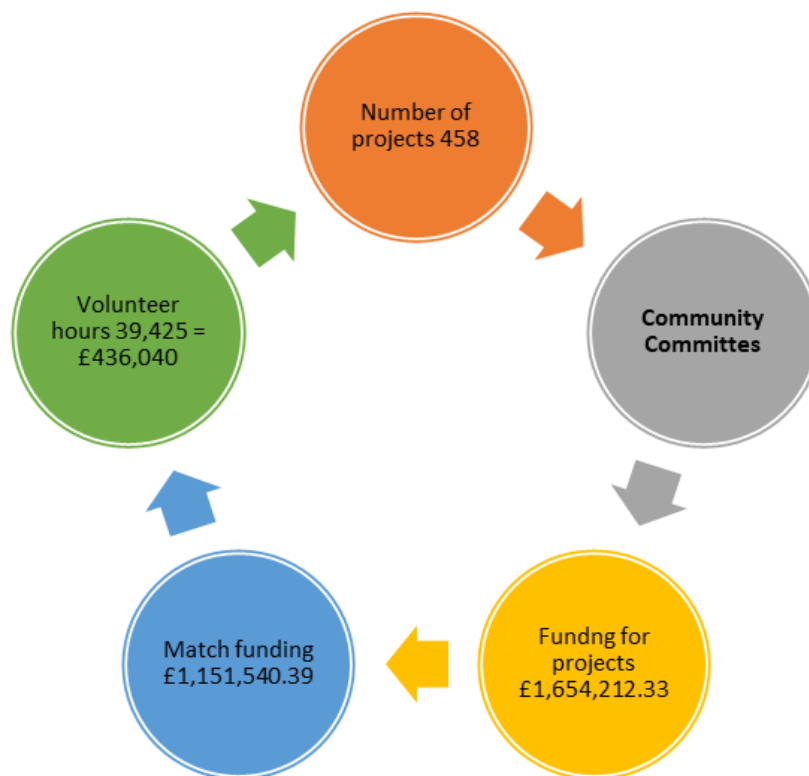 Number of
projects 458
Community
Committes
Fundng for
projects
£1,654,212.33
Match funding
£1,151,540.39
Volunteer
hours 39,425 =
£436,040